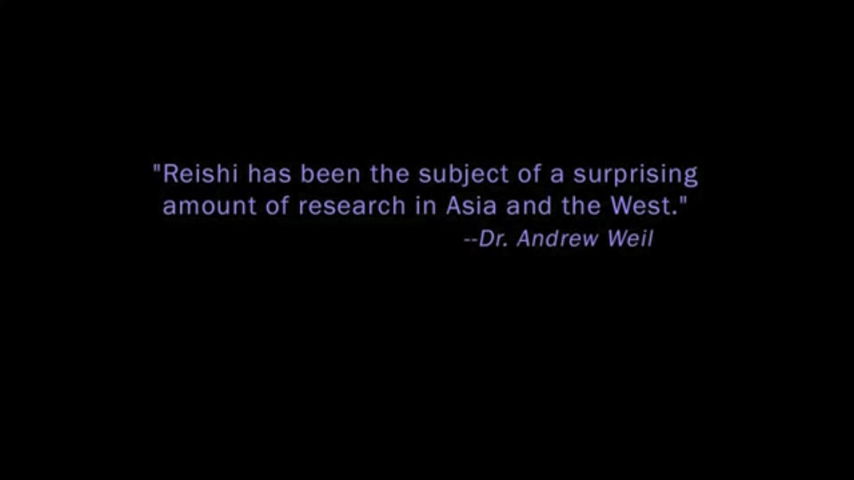 "Reishi has been the subject of a surprising
amount of research in Asia and the West."
--Dr. Andrew Weil